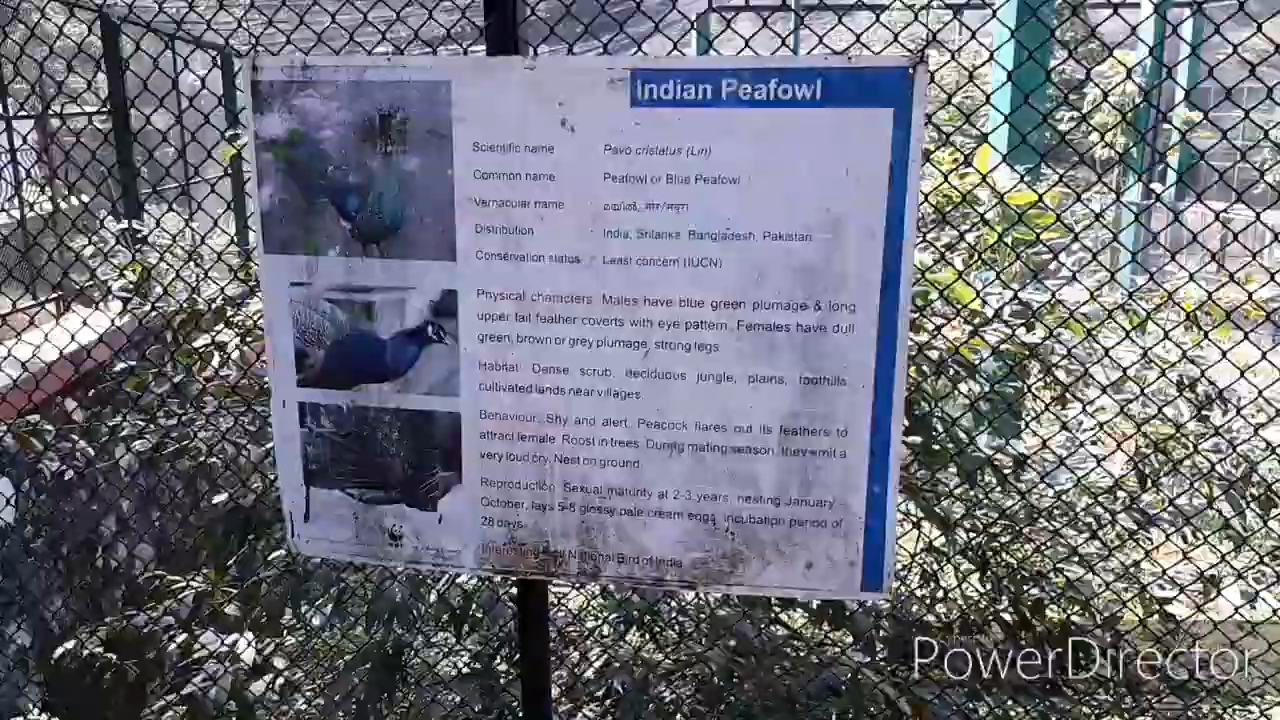 Indian Peafowl
Scientific name Pavo cristatus (Lin)
Common name Peafowl or Blue Peafowl
Vernacular name മയിൽ, मोर/मयूरा
Distribution : India, Srilanka, Bangladesh, Pakistan
Conservation status : Least concern (IUCN)
Physical characters: Males have blue green plumage & long
upper tail feather coverts with eye pattern. Females have dull
green, brown or grey plumage, strong legs.
Habitat: Dense scrub, deciduous jungle, plains, foothills,
cultivated lands near villages.
Behaviour: Shy and alert. Peacock flares out its feathers to
attract female. Roost in trees. During mating season, they emit a
very loud cry. Nest on ground.
Reproduction: Sexual maturity at 2-3 years, nesting January -
October, lays 5-8 glossy pale cream eggs, incubation period of
28 days.
Interesting National Bird of India
PowerDirector